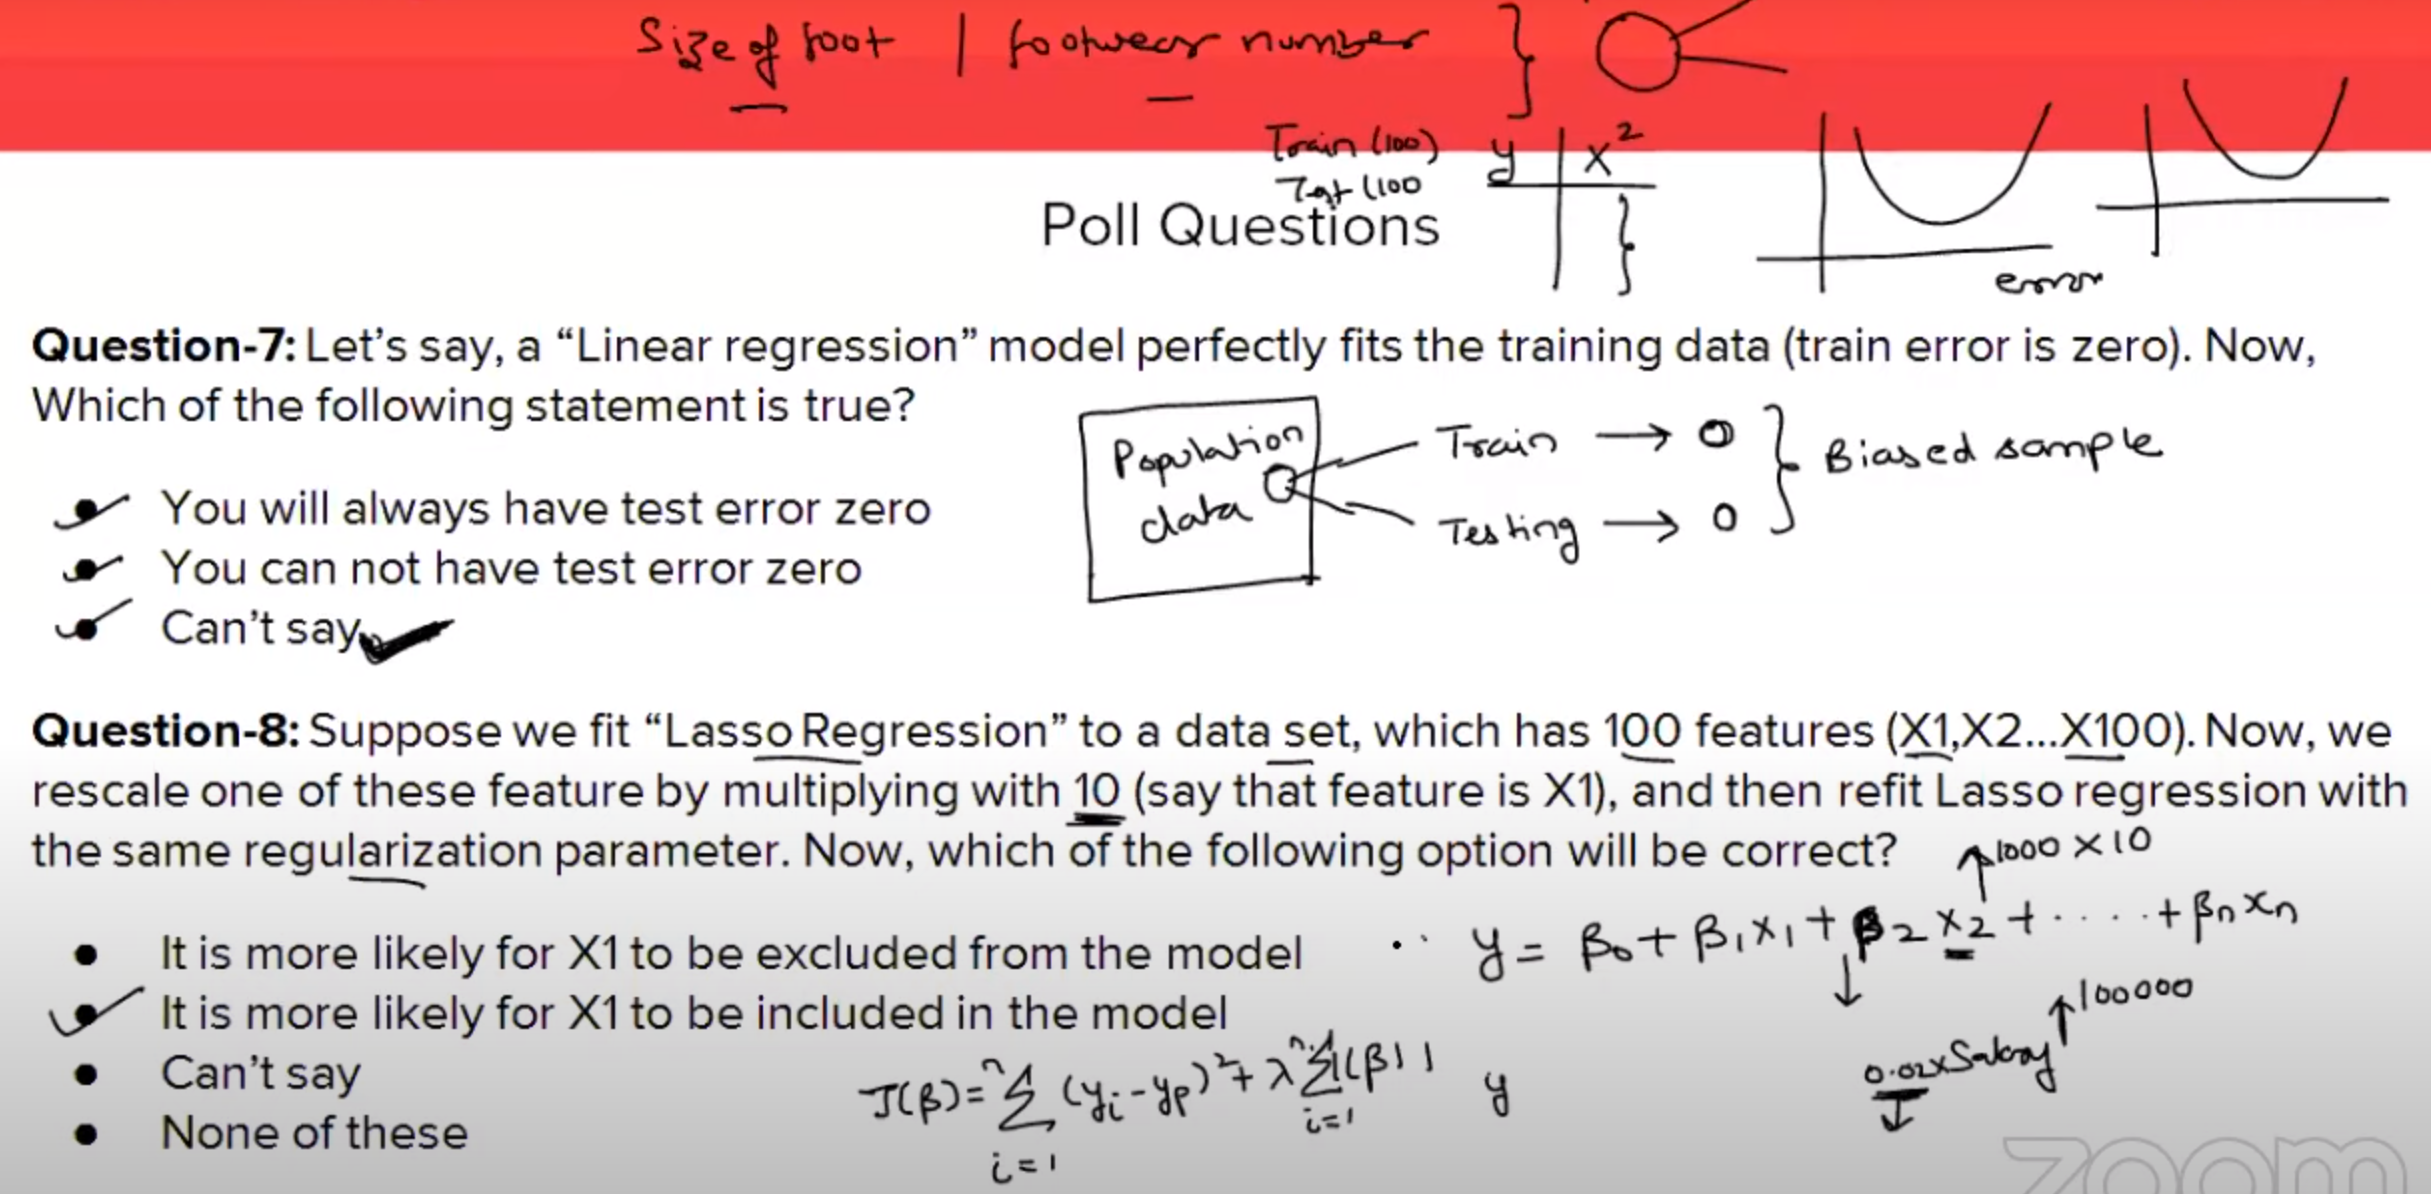 Size of foot | footwear number
Train (100)
Test (100
y | x²
Poll Questions
error
Question-7: Let's say, a “Linear regression” model perfectly fits the training data (train error is zero). Now,
Which of the following statement is true?
Population
data
Train → 0
Testing → 0
Biased sample
• You will always have test error zero
• You can not have test error zero
• Can't say
Question-8: Suppose we fit “Lasso Regression” to a data set, which has 100 features (X1,X2...X100). Now, we
rescale one of these feature by multiplying with 10 (say that feature is X1), and then refit Lasso regression with
the same regularization parameter. Now, which of the following option will be correct?
↑1000 × 10
• It is more likely for X1 to be excluded from the model
y = β0 + β1x1 + β2x2 + ..... + βnxn
• It is more likely for X1 to be included in the model
↑100000
• Can't say
0.02xSalary
J(β) = n Σ i=1 (yi - yp)² + λ Σ i=1 |(β)|
y
• None of these
zoom